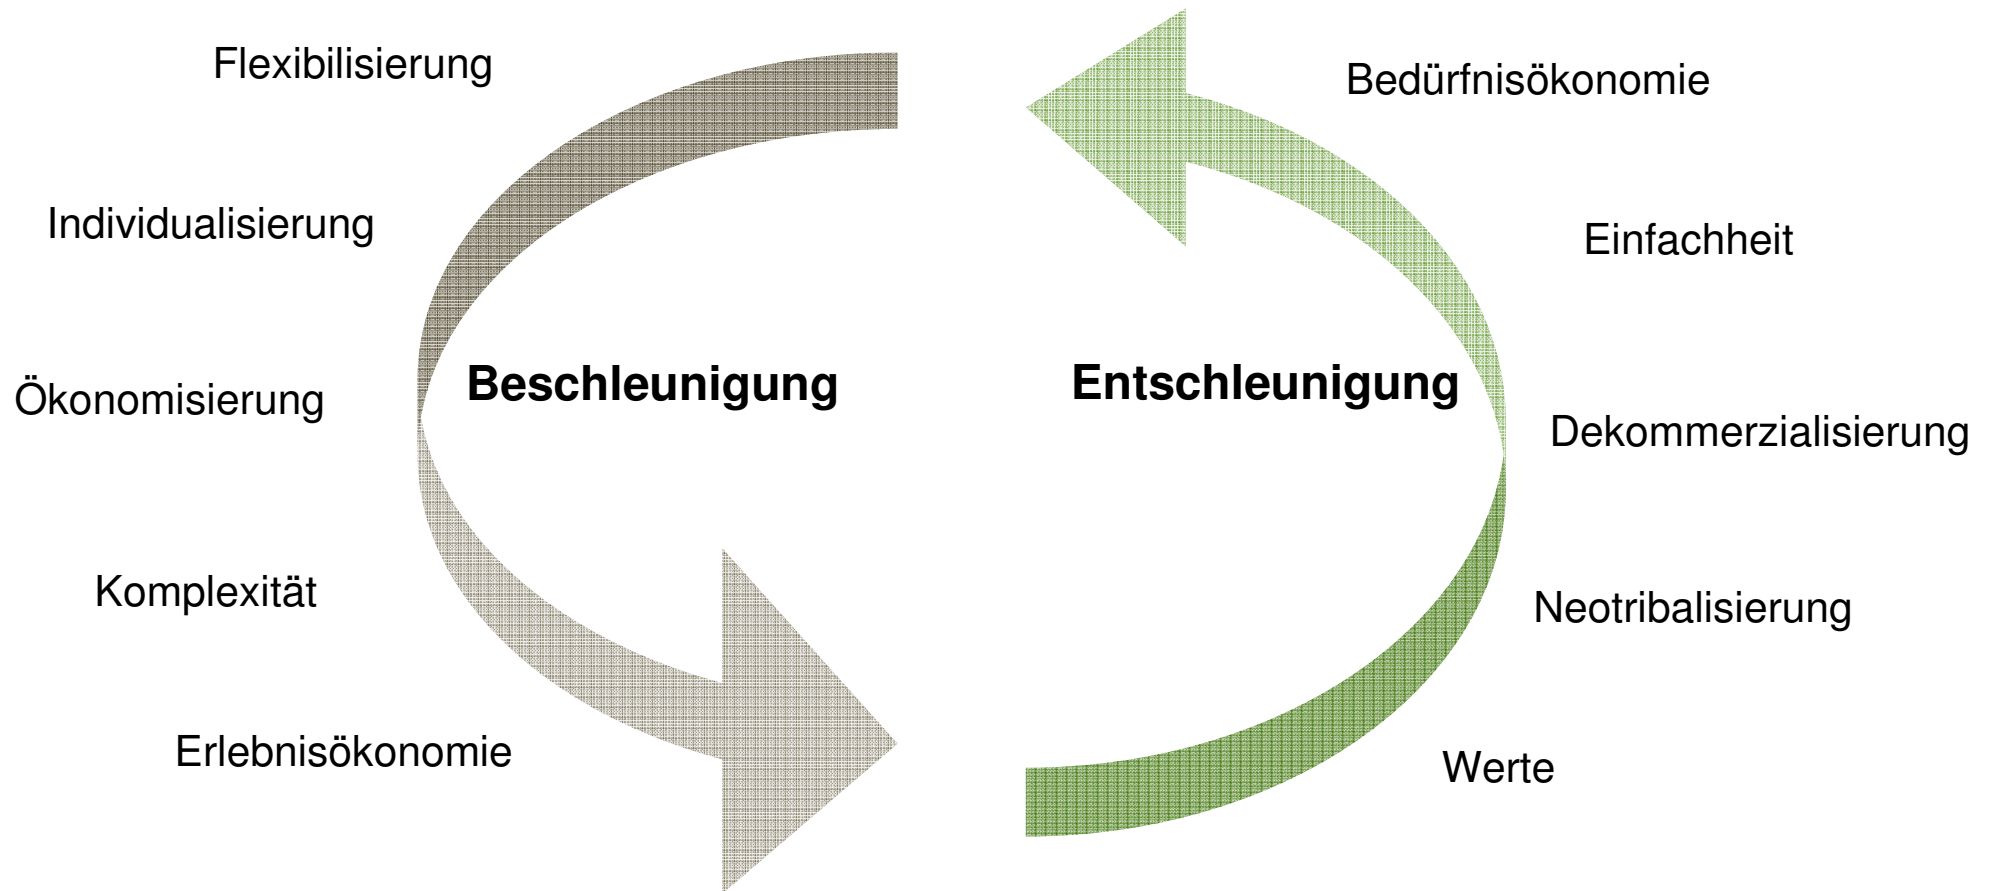 Flexibilisierung
Individualisierung
Ökonomisierung
Komplexität
Erlebnisökonomie
Beschleunigung
Entschleunigung
Bedürfnisökonomie
Einfachheit
Dekommerzialisierung
Neotribalisierung
Werte